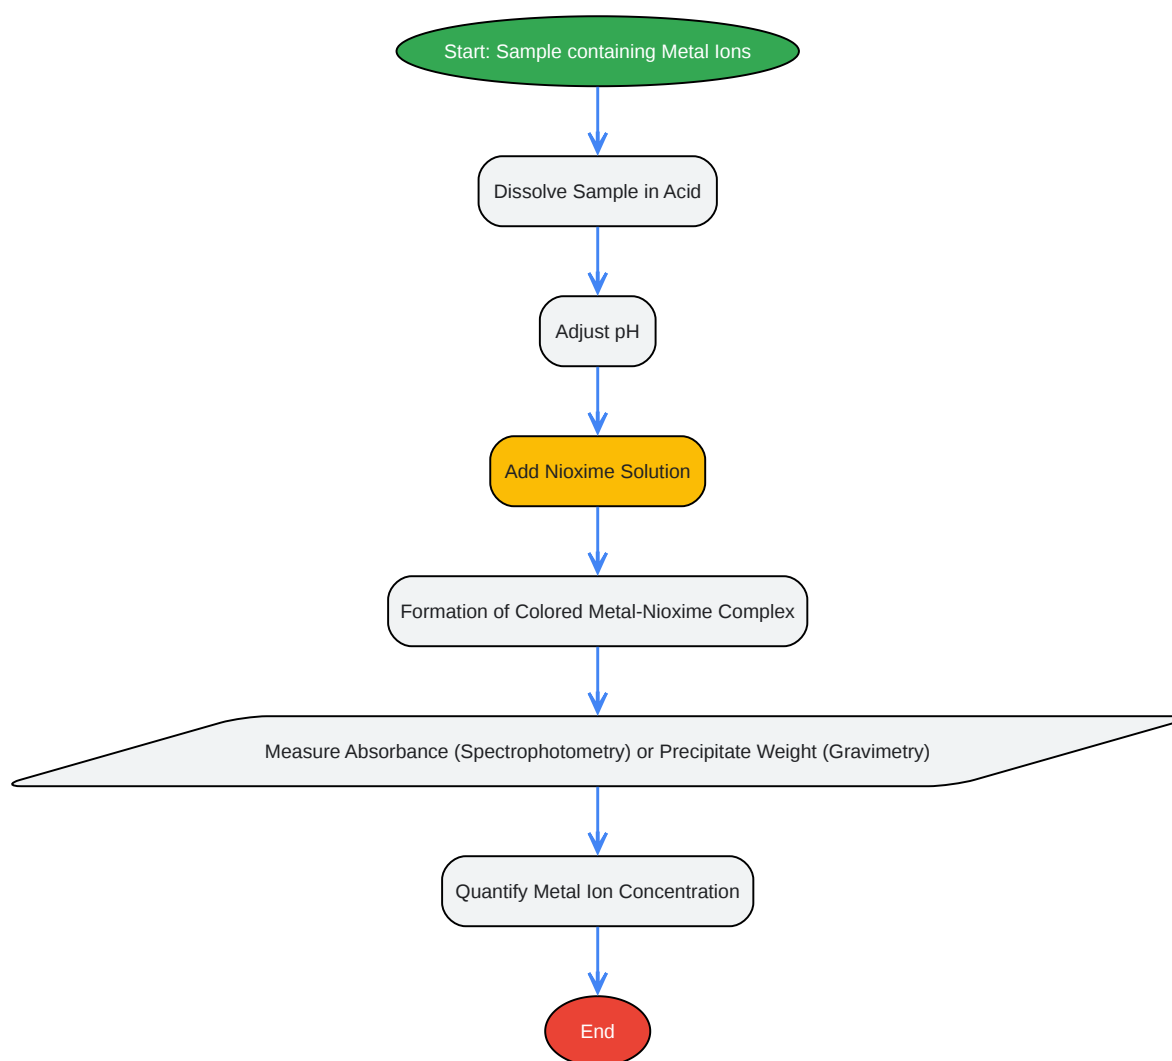 Start: Sample containing Metal Ions
Dissolve Sample in Acid
Adjust pH
Add Nioxime Solution
Formation of Colored Metal-Nioxime Complex
Measure Absorbance (Spectrophotometry) or Precipitate Weight (Gravimetry)
Quantify Metal Ion Concentration
End